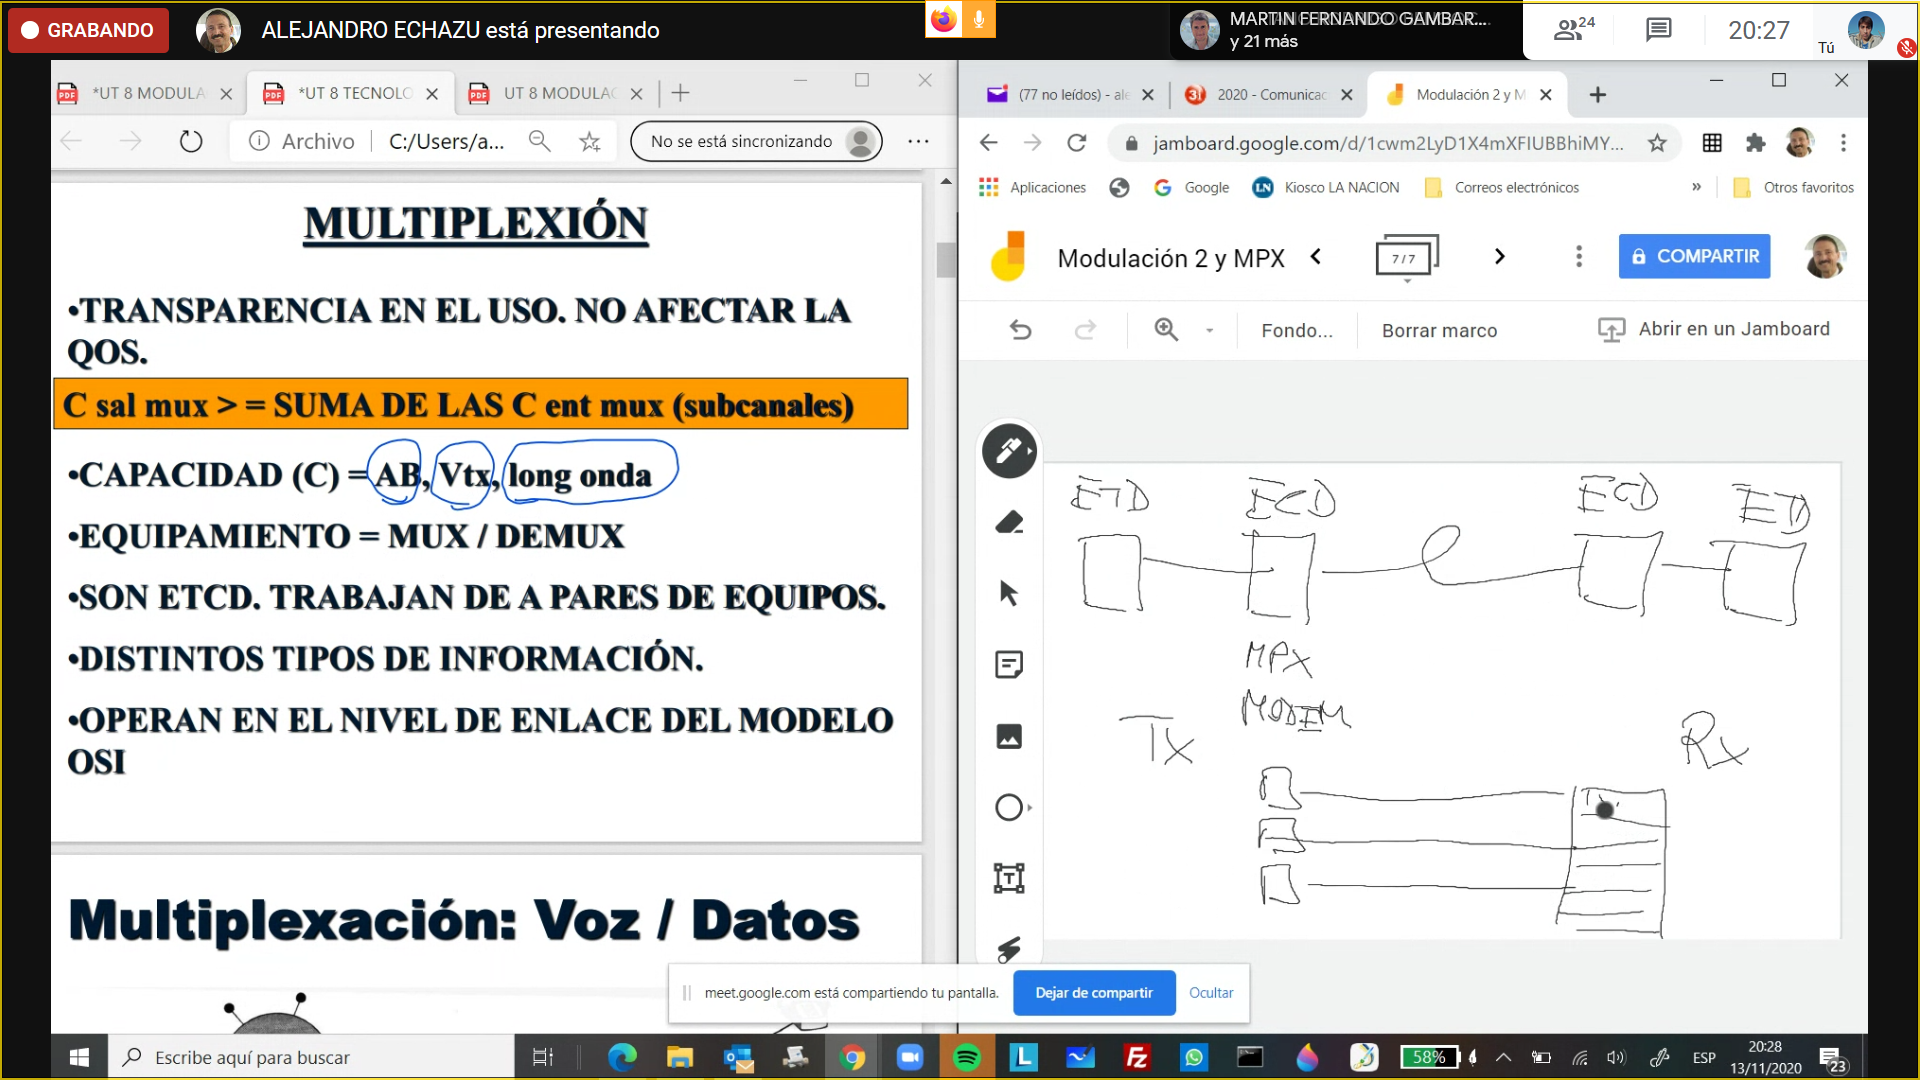 GRABANDO
ALEJANDRO ECHAZU está presentando
MARTIN FERNANDO GAMBAR...
y 21 más
24
20:27
Tú
*UT 8 MODULA
*UT 8 TECNOLO
UT 8 MODULAC
Archivo
C:/Users/a...
No se está sincronizando
MULTIPLEXIÓN
•TRANSPARENCIA EN EL USO. NO AFECTAR LA
QOS.
C sal mux > = SUMA DE LAS C ent mux (subcanales)
•CAPACIDAD (C) = AB, Vtx, long onda
•EQUIPAMIENTO = MUX / DEMUX
•SON ETCD. TRABAJAN DE A PARES DE EQUIPOS.
•DISTINTOS TIPOS DE INFORMACIÓN.
•OPERAN EN EL NIVEL DE ENLACE DEL MODELO
OSI
Multiplexación: Voz / Datos
(77 no leídos) - ale
2020 - Comunicac
Modulación 2 y M
jamboard.google.com/d/1cwm2LyD1X4mXFIUBBhiMY...
Aplicaciones
Google
LN
Kiosco LA NACION
Correos electrónicos
»
Otros favoritos
Modulación 2 y MPX
7 / 7
COMPARTIR
Fondo...
Borrar marco
Abrir en un Jamboard
ETD
ECD
ECD
ETD
MPX
MODEM
Tx
Rx
meet.google.com está compartiendo tu pantalla.
Dejar de compartir
Ocultar
Escribe aquí para buscar
58%
ESP
20:28
13/11/2020
23